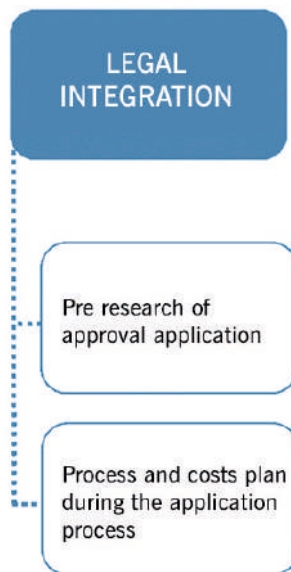 LEGAL
INTEGRATION
Pre research of
approval application
Process and costs plan
during the application
process